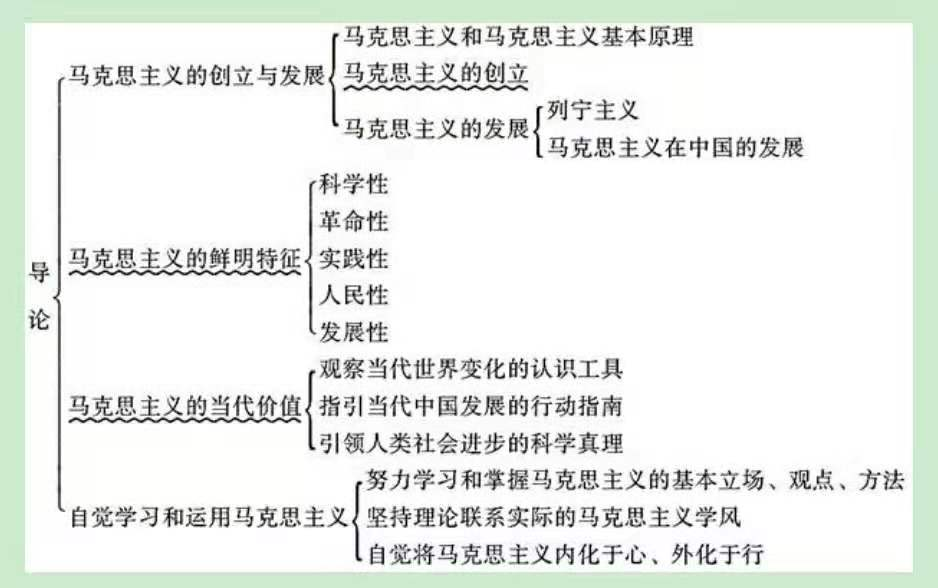 导论
马克思主义的创立与发展
马克思主义和马克思主义基本原理
马克思主义的创立
马克思主义的发展
列宁主义
马克思主义在中国的发展
马克思主义的鲜明特征
科学性
革命性
实践性
人民性
发展性
马克思主义的当代价值
观察当代世界变化的认识工具
指引当代中国发展的行动指南
引领人类社会进步的科学真理
自觉学习和运用马克思主义
努力学习和掌握马克思主义的基本立场、观点、方法
坚持理论联系实际的马克思主义学风
自觉将马克思主义内化于心、外化于行